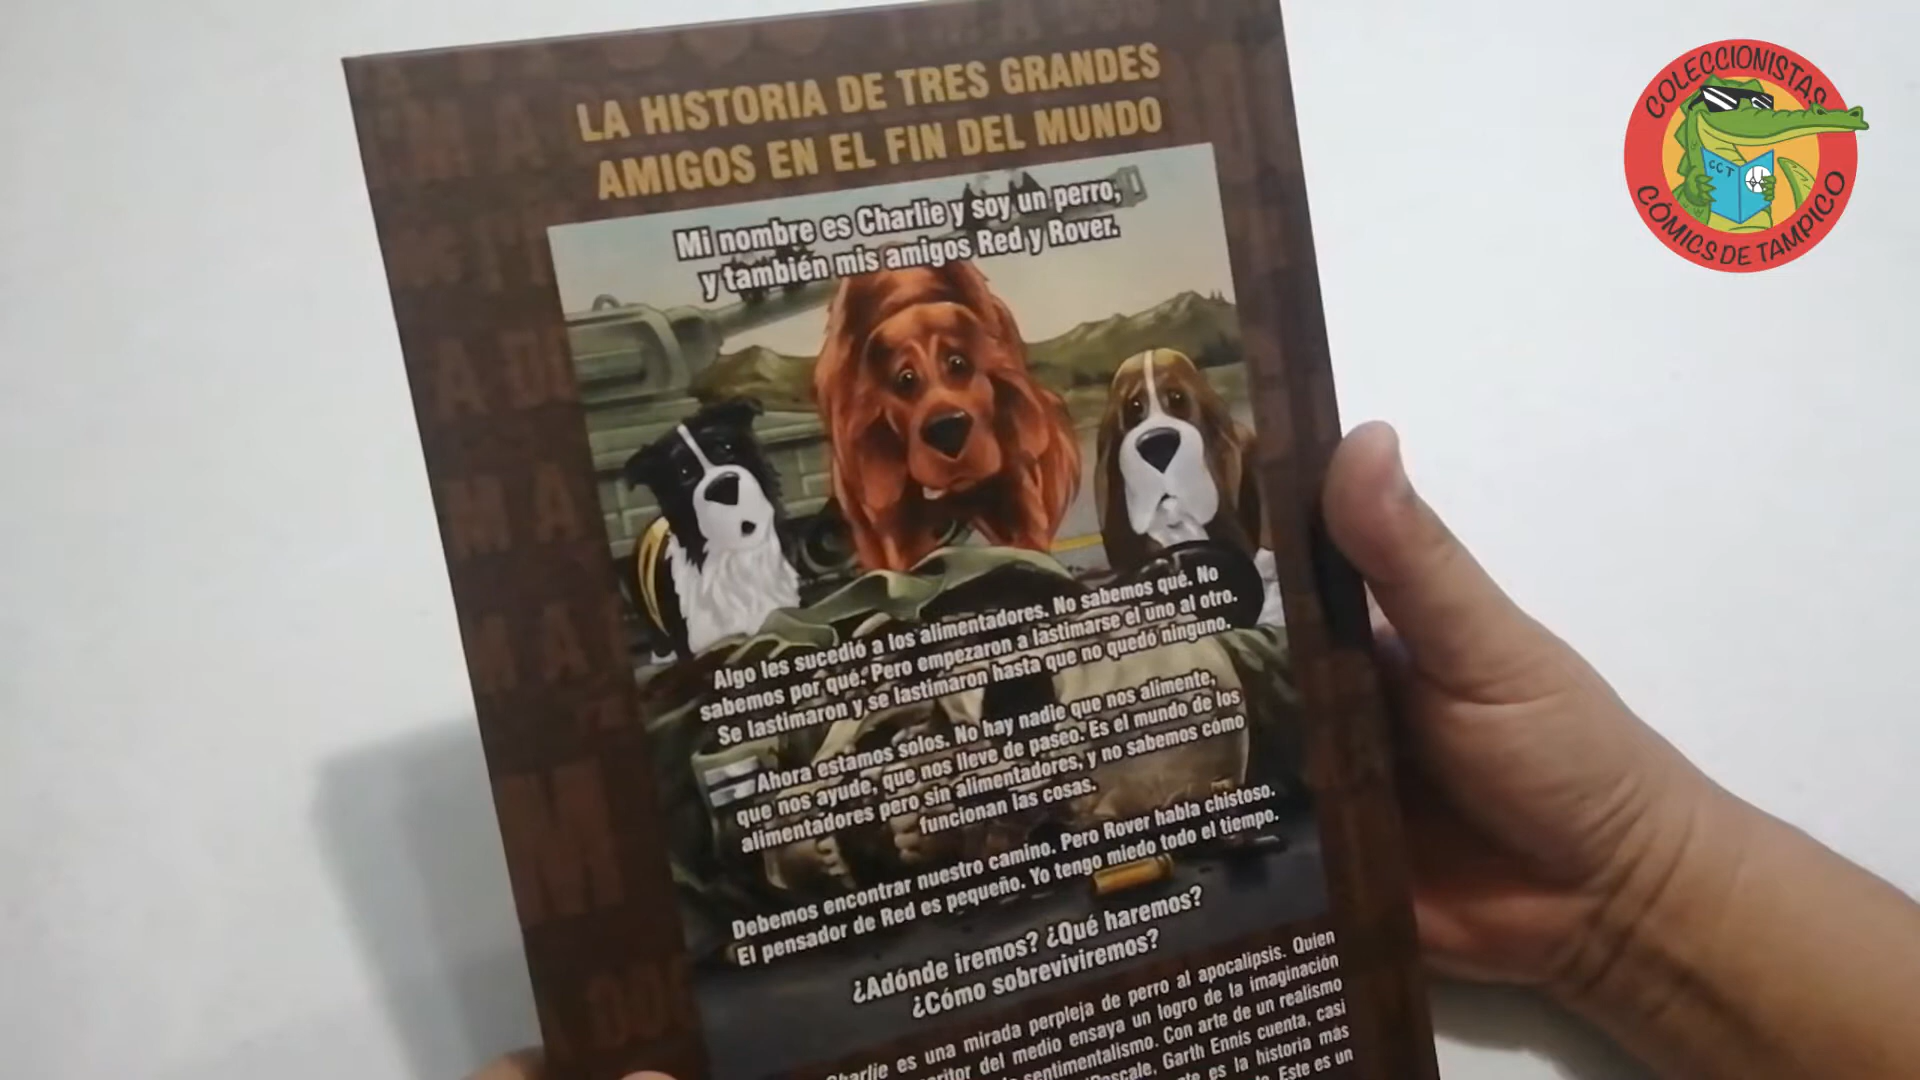 LA HISTORIA DE TRES GRANDES
AMIGOS EN EL FIN DEL MUNDO
Mi nombre es Charlie y soy un perro,
y también mis amigos Red y Rover.
Algo les sucedió a los alimentadores. No sabemos qué. No
sabemos por qué. Pero empezaron a lastimarse el uno al otro.
Se lastimaron y se lastimaron hasta que no quedó ninguno.
Ahora estamos solos. No hay nadie que nos alimente,
que nos ayude, que nos lleve de paseo. Es el mundo de los
alimentadores pero sin alimentadores, y no sabemos cómo
funcionan las cosas.
Debemos encontrar nuestro camino. Pero Rover habla chistoso.
El pensador de Red es pequeño. Yo tengo miedo todo el tiempo.
¿Adónde iremos? ¿Qué haremos?
¿Cómo sobreviviremos?
Charlie es una mirada perpleja de perro al apocalipsis. Quien
del medio ensaya un logro de la imaginación
sentimentalismo. Con arte de un realismo
Garth Ennis cuenta, casi
es la historia más
Este es un
COLECCIONISTAS
CCT
CÓMICS DE TAMPICO